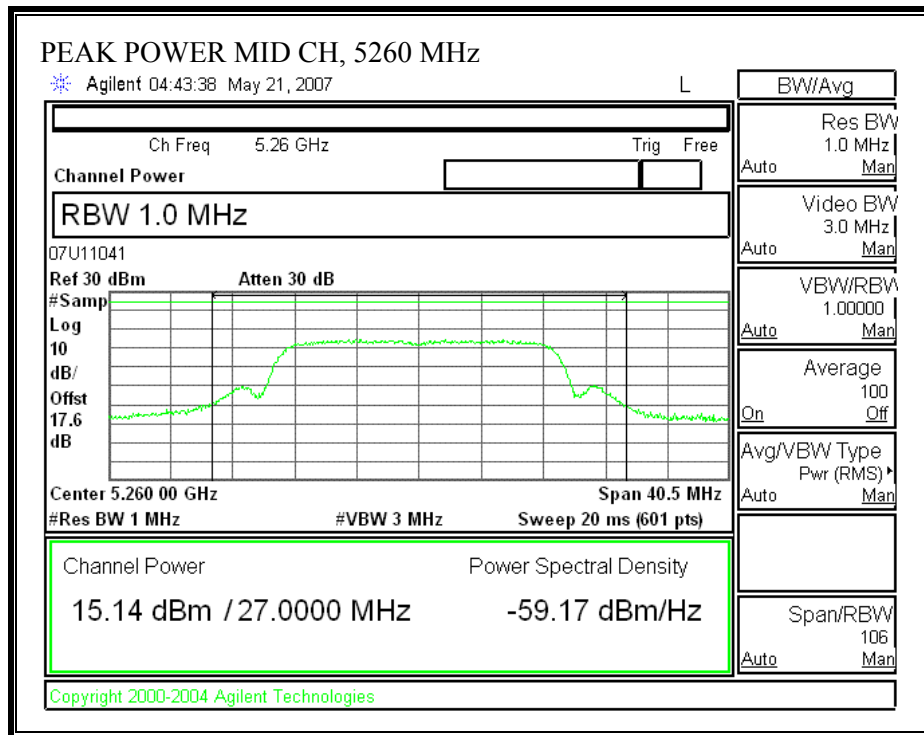 PEAK POWER MID CH, 5260 MHz
Agilent 04:43:38 May 21, 2007 L
Ch Freq 5.26 GHz Trig Free
Channel Power
RBW 1.0 MHz
07U11041
Ref 30 dBm Atten 30 dB
#Samp
Log
10
dB/
Offst
17.6
dB
Center 5.260 00 GHz Span 40.5 MHz
#Res BW 1 MHz #VBW 3 MHz Sweep 20 ms (601 pts)
Channel Power Power Spectral Density
15.14 dBm / 27.0000 MHz -59.17 dBm/Hz
Copyright 2000-2004 Agilent Technologies
BW/Avg
Res BW
1.0 MHz
Auto Man
Video BW
3.0 MHz
Auto Man
VBW/RBW
1.00000
Auto Man
Average
100
On Off
Avg/VBW Type
Pwr (RMS)
Auto Man
Span/RBW
106
Auto Man